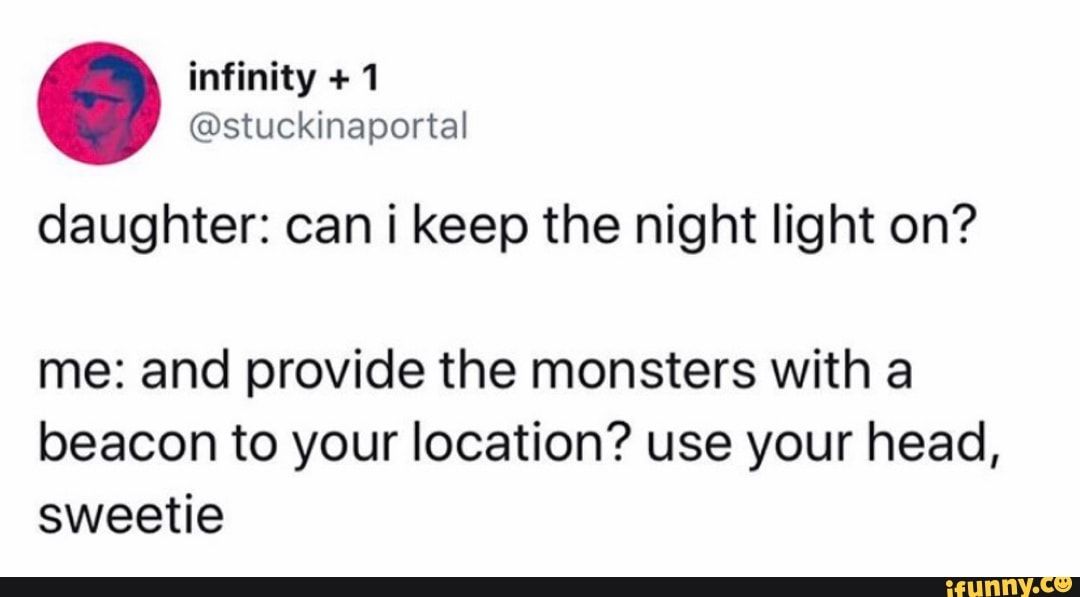 infinity + 1
@stuckinaportal
daughter: can i keep the night light on?
me: and provide the monsters with a
beacon to your location? use your head,
sweetie
ifunny.co